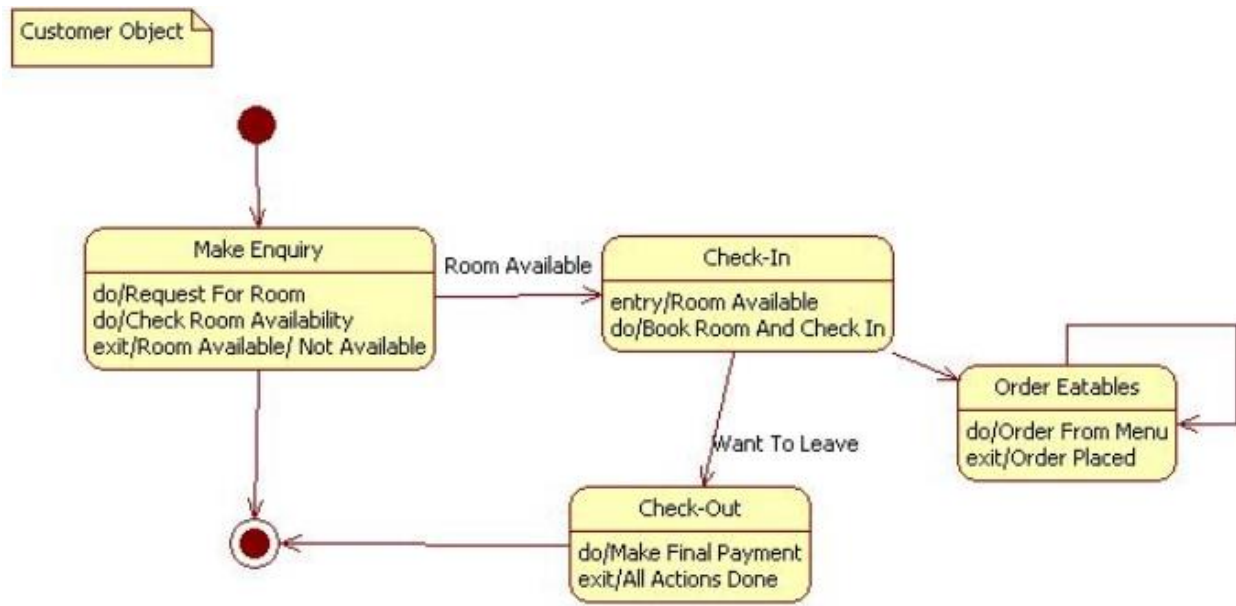 Customer Object
Make Enquiry
do/Request For Room
do/Check Room Availability
exit/Room Available/ Not Available
Room Available
Check-In
entry/Room Available
do/Book Room And Check In
Order Eatables
do/Order From Menu
exit/Order Placed
Want To Leave
Check-Out
do/Make Final Payment
exit/All Actions Done